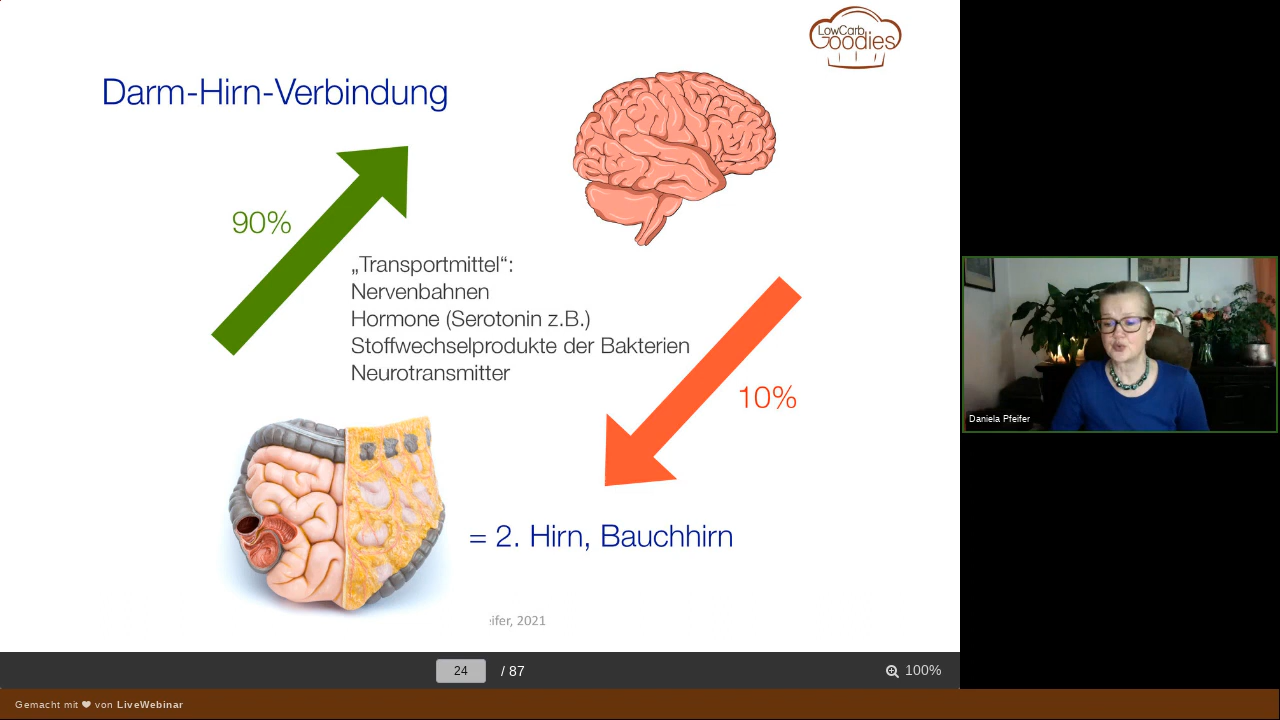 LowCarb
Goodies
Darm-Hirn-Verbindung
90%
„Transportmittel“:
Nervenbahnen
Hormone (Serotonin z.B.)
Stoffwechselprodukte der Bakterien
Neurotransmitter
10%
= 2. Hirn, Bauchhirn
eifer, 2021
Daniela Pfeifer
24 / 87
100%
Gemacht mit ♥ von LiveWebinar